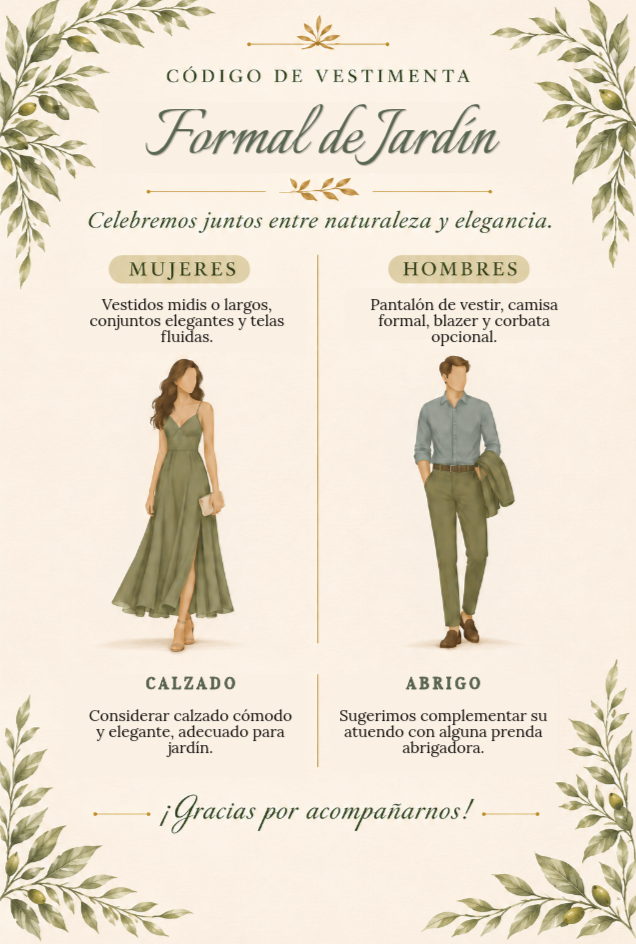 CÓDIGO DE VESTIMENTA
Formal de Jardín
Celebremos juntos entre naturaleza y elegancia.
MUJERES
Vestidos midis o largos,
conjuntos elegantes y telas
fluidas.
HOMBRES
Pantalón de vestir, camisa
formal, blazer y corbata
opcional.
CALZADO
Considerar calzado cómodo
y elegante, adecuado para
jardín.
ABRIGO
Sugerimos complementar su
atuendo con alguna prenda
abrigadora.
¡Gracias por acompañarnos!